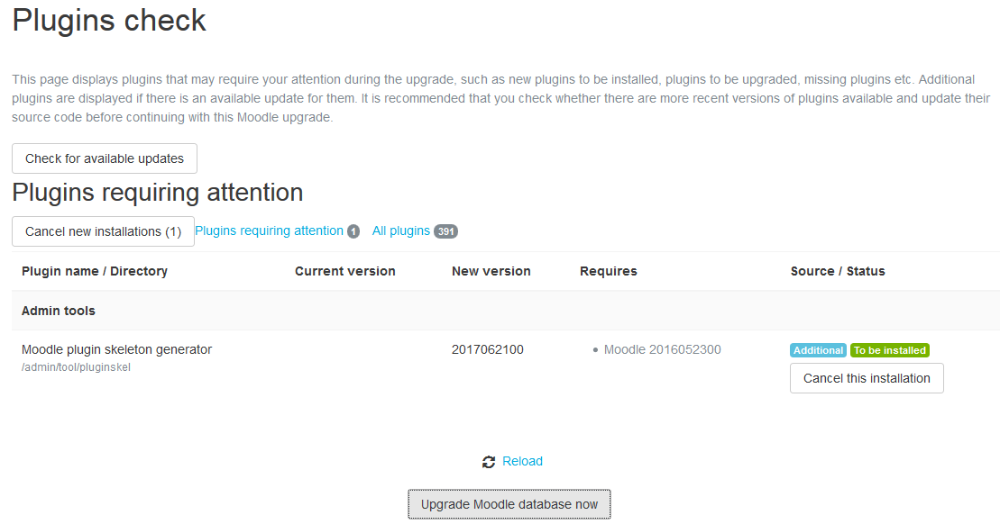 Plugins check
This page displays plugins that may require your attention during the upgrade, such as new plugins to be installed, plugins to be upgraded, missing plugins etc. Additional
plugins are displayed if there is an available update for them. It is recommended that you check whether there are more recent versions of plugins available and update their
source code before continuing with this Moodle upgrade.
Check for available updates
Plugins requiring attention
Cancel new installations (1) Plugins requiring attention 1 All plugins 391
Plugin name / Directory Current version New version Requires Source / Status
Admin tools
Moodle plugin skeleton generator 2017062100 • Moodle 2016052300 Additional To be installed
/admin/tool/pluginskel
Cancel this installation
Reload
Upgrade Moodle database now